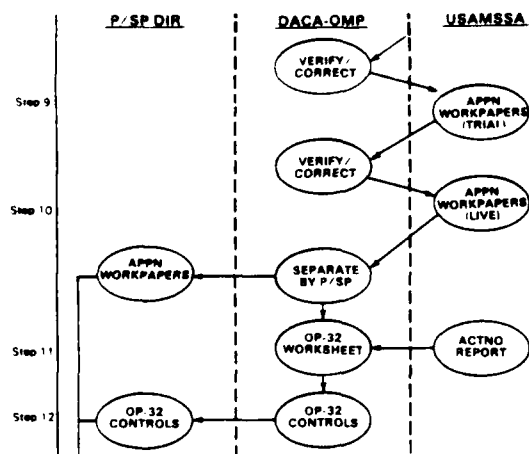 P/SP DIR
DACA-OMP
USAMSSA
VERIFY/
CORRECT
Step 9
APPN
WORKPAPERS
(TRIAL)
VERIFY/
CORRECT
Step 10
APPN
WORKPAPERS
(LIVE)
APPN
WORKPAPERS
SEPARATE
BY P/SP
Step 11
OP-32
WORKSHEET
ACTNO
REPORT
Step 12
OP-32
CONTROLS
OP-32
CONTROLS